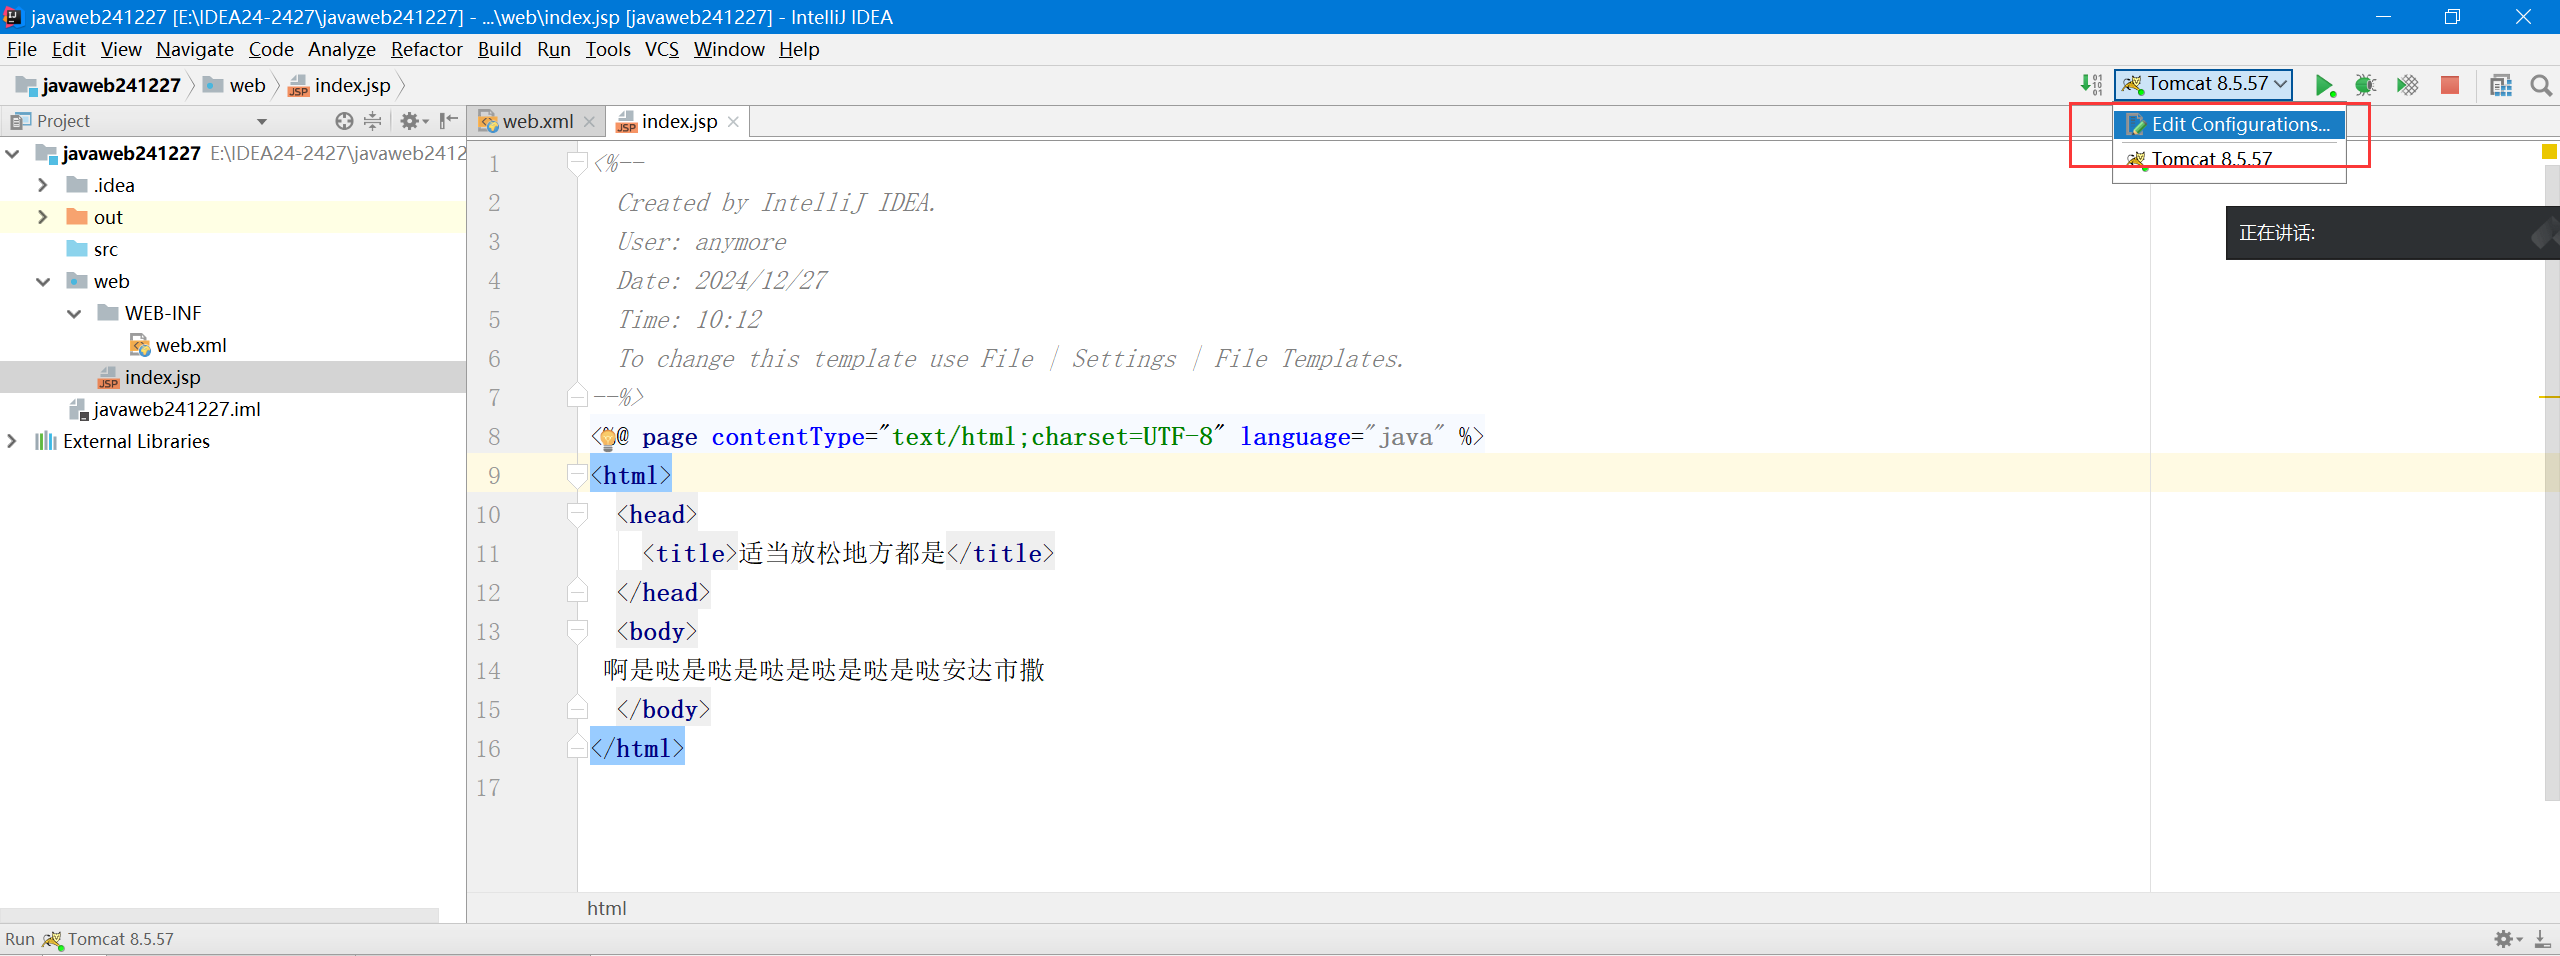 javaweb241227 [E:\IDEA24-2427\javaweb241227] - ...\web\index.jsp [javaweb241227] - IntelliJ IDEA
File Edit View Navigate Code Analyze Refactor Build Run Tools VCS Window Help
javaweb241227 web index.jsp
Tomcat 8.5.57
Edit Configurations...
Tomcat 8.5.57
正在讲话:
Project
javaweb241227 E:\IDEA24-2427\javaweb2412
.idea
out
src
web
WEB-INF
web.xml
index.jsp
javaweb241227.iml
External Libraries
web.xml index.jsp
1 <%--
2 Created by IntelliJ IDEA.
3 User: anymore
4 Date: 2024/12/27
5 Time: 10:12
6 To change this template use File | Settings | File Templates.
7 --%>
8 <%@ page contentType="text/html;charset=UTF-8" language="java" %>
9 <html>
10 <head>
11 <title>适当放松地方都是</title>
12 </head>
13 <body>
14 啊是哒是哒是哒是哒是哒是哒安达市撒
15 </body>
16 </html>
17
html
Run Tomcat 8.5.57